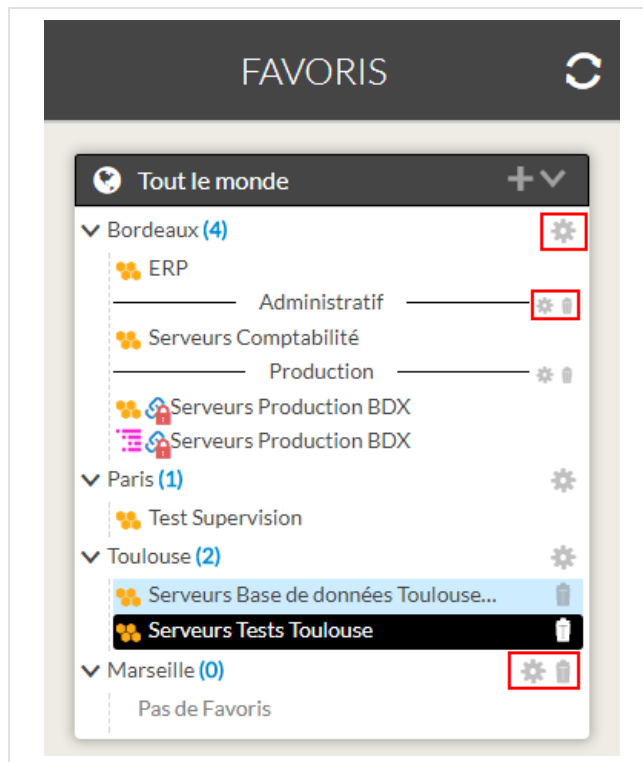 FAVORIS
Tout le monde
Bordeaux (4)
ERP
Administratif
Serveurs Comptabilité
Production
Serveurs Production BDX
Serveurs Production BDX
Paris (1)
Test Supervision
Toulouse (2)
Serveurs Base de données Toulouse...
Serveurs Tests Toulouse
Marseille (0)
Pas de Favoris